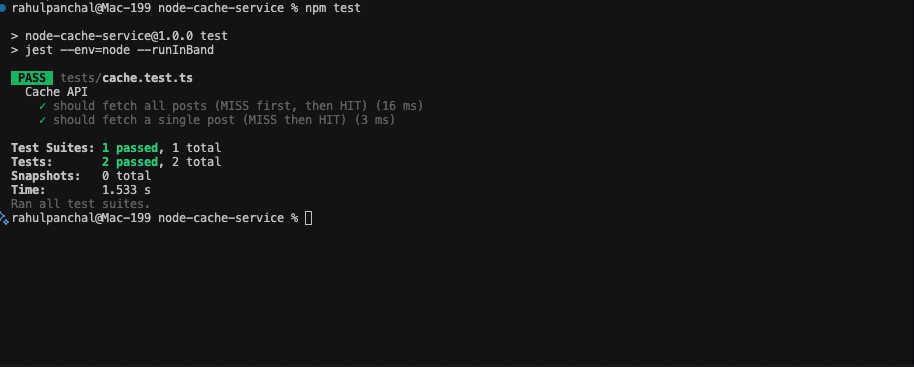 rahulpanchal@Mac-199 node-cache-service % npm test
> node-cache-service@1.0.0 test
> jest --env=node --runInBand
PASS tests/cache.test.ts
Cache API
✓ should fetch all posts (MISS first, then HIT) (16 ms)
✓ should fetch a single post (MISS then HIT) (3 ms)
Test Suites: 1 passed, 1 total
Tests: 2 passed, 2 total
Snapshots: 0 total
Time: 1.533 s
Ran all test suites.
rahulpanchal@Mac-199 node-cache-service %